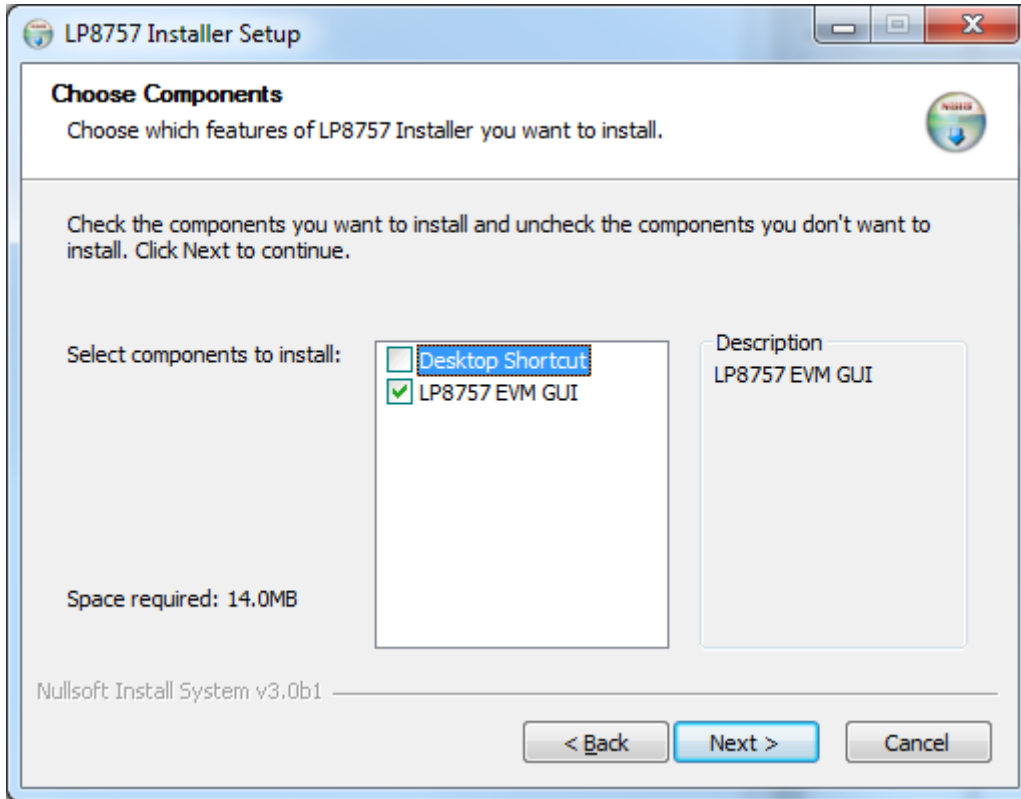 LP8757 Installer Setup
Choose Components
Choose which features of LP8757 Installer you want to install.
NSIS
Check the components you want to install and uncheck the components you don't want to
install. Click Next to continue.
Select components to install:
Desktop Shortcut
LP8757 EVM GUI
Description
LP8757 EVM GUI
Space required: 14.0MB
Nullsoft Install System v3.0b1
< Back
Next >
Cancel